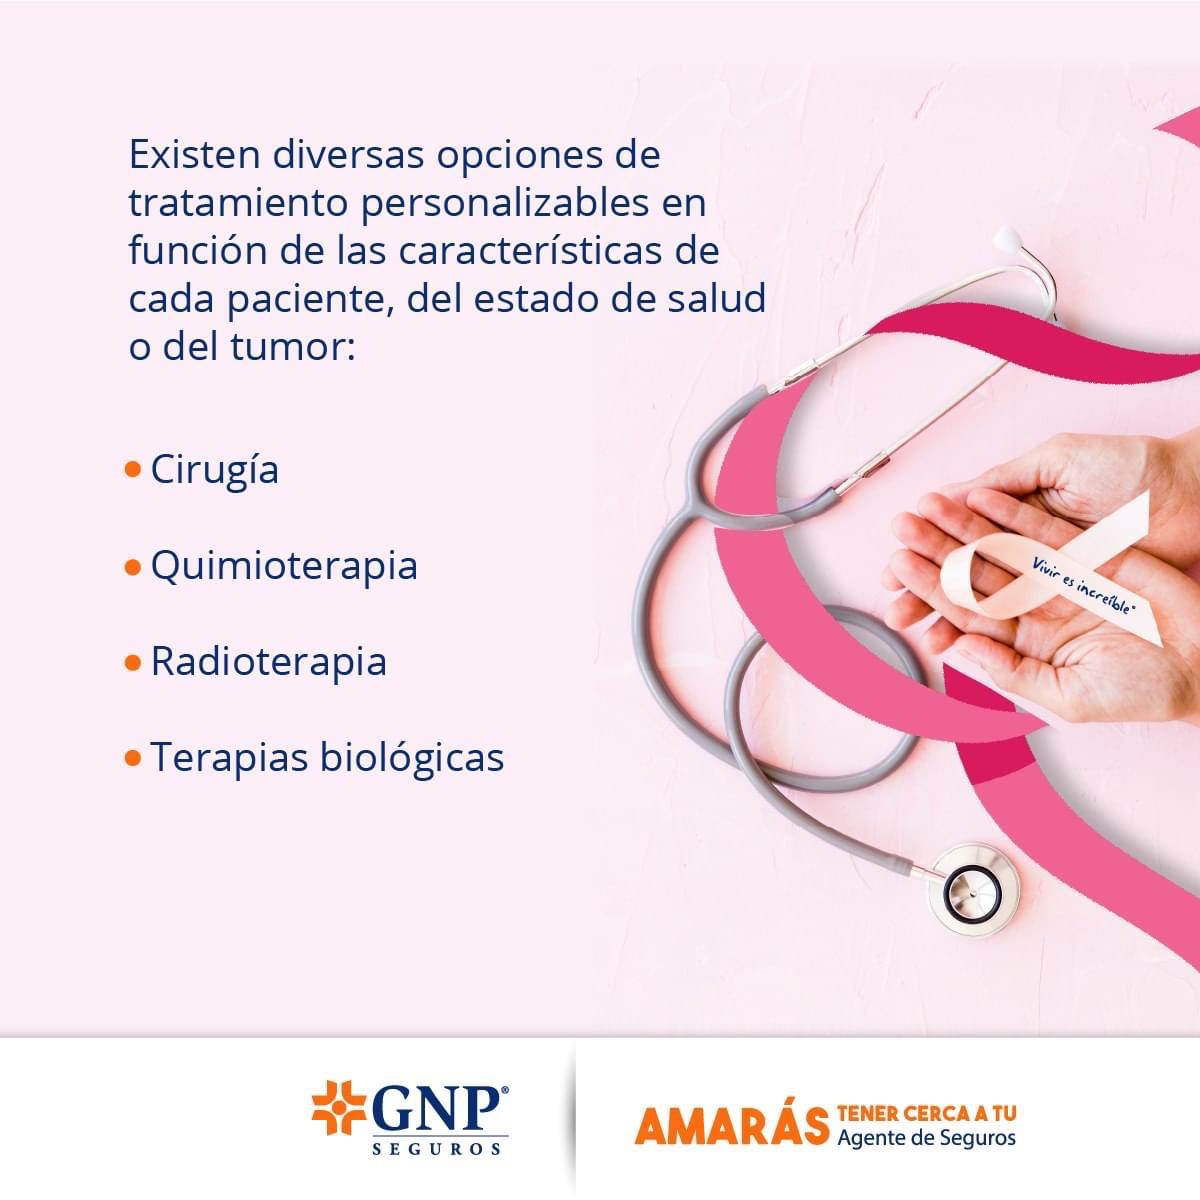 Existen diversas opciones de
tratamiento personalizables en
función de las características de
cada paciente, del estado de salud
o del tumor:
Cirugía
Quimioterapia
Radioterapia
Terapias biológicas
Vivir es increíble®
GNP®
SEGUROS
AMARÁS TENER CERCA A TU
Agente de Seguros